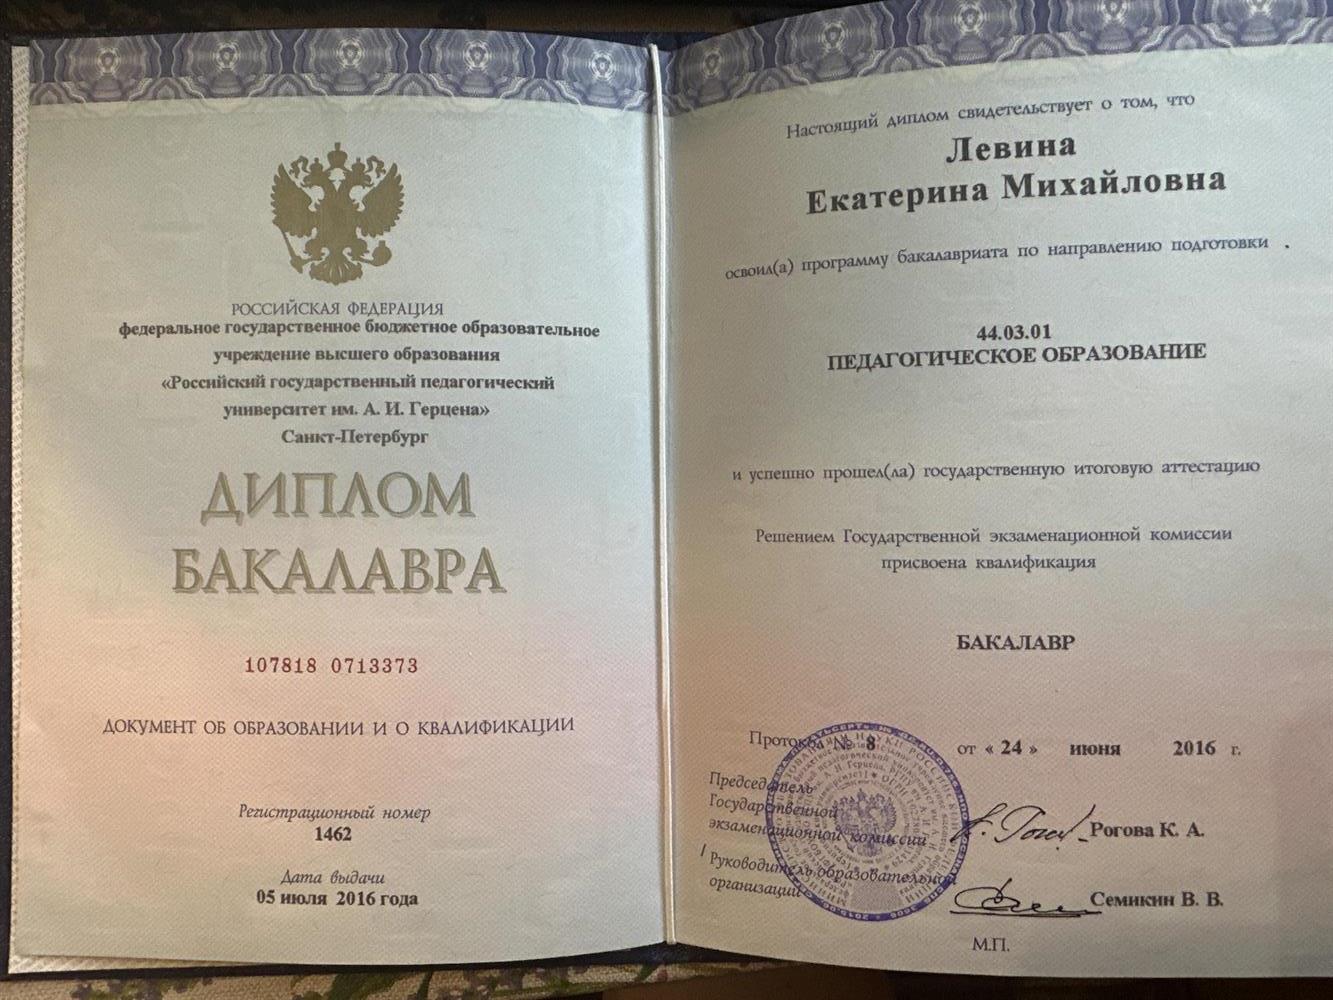 РОССИЙСКАЯ ФЕДЕРАЦИЯ
федеральное государственное бюджетное образовательное
учреждение высшего образования
«Российский государственный педагогический
университет им. А. И. Герцена»
Санкт-Петербург
ДИПЛОМ
БАКАЛАВРА
107818 0713373
ДОКУМЕНТ ОБ ОБРАЗОВАНИИ И О КВАЛИФИКАЦИИ
Регистрационный номер
1462
Дата выдачи
05 июля 2016 года
Настоящий диплом свидетельствует о том, что
Левина
Екатерина Михайловна
освоил(а) программу бакалавриата по направлению подготовки .
44.03.01
ПЕДАГОГИЧЕСКОЕ ОБРАЗОВАНИЕ
и успешно прошел(ла) государственную итоговую аттестацию
Решением Государственной экзаменационной комиссии
присвоена квалификация
БАКАЛАВР
Протокол № 8 от « 24 » июня 2016 г.
Председатель
Государственной
экзаменационной комиссии Рогова К. А.
Руководитель образовательной
организации Семикин В. В.
М.П.